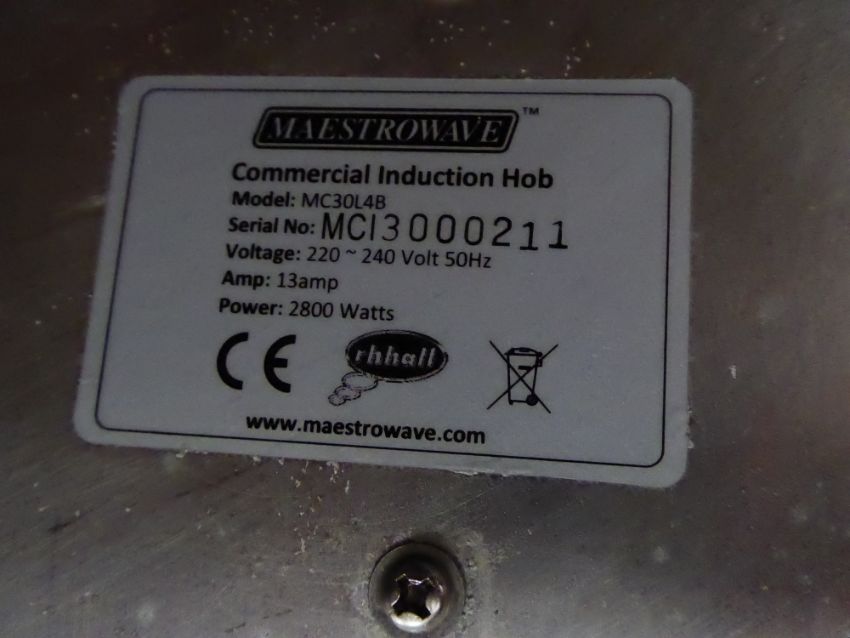 MAESTROWAVE™
Commercial Induction Hob
Model: MC30L4B
Serial No: MCI3000211
Voltage: 220 ~ 240 Volt 50Hz
Amp: 13amp
Power: 2800 Watts
CE rhhall
www.maestrowave.com